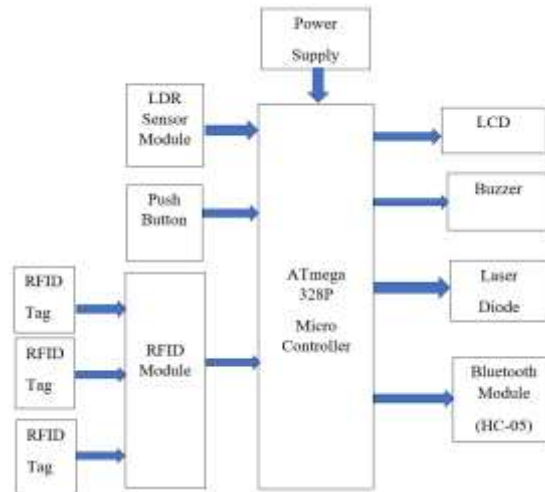 Power
Supply
LDR
Sensor
Module
LCD
Push
Button
Buzzer
ATmega
328P
Micro
Controller
Laser
Diode
RFID
Tag
RFID
Tag
RFID
Tag
RFID
Module
Bluetooth
Module
(HC-05)